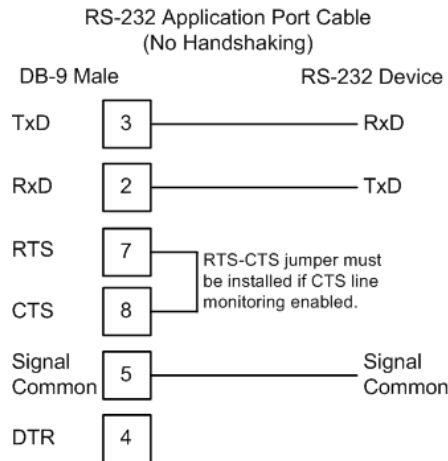 RS-232 Application Port Cable
(No Handshaking)
DB-9 Male RS-232 Device
TxD 3 RxD
RxD 2 TxD
RTS 7
RTS-CTS jumper must
be installed if CTS line
monitoring enabled.
CTS 8
Signal
Common 5 Signal
Common
DTR 4